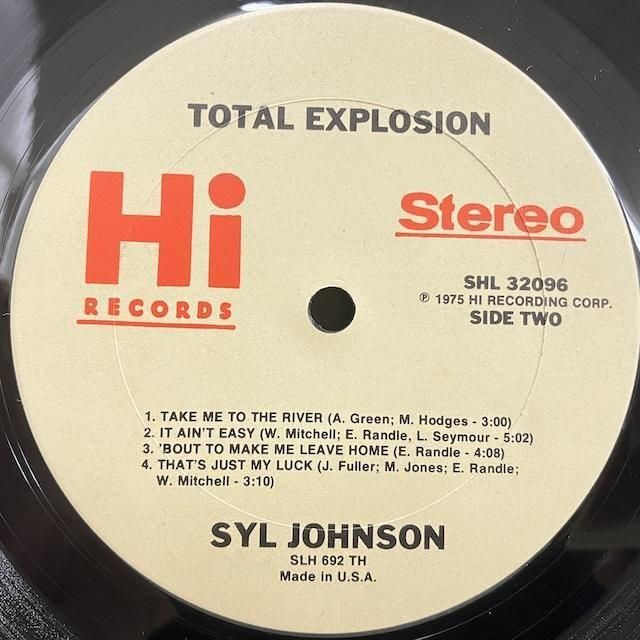 TOTAL EXPLOSION
Hi
RECORDS
Stereo
SHL 32096
℗ 1975 HI RECORDING CORP.
SIDE TWO
1. TAKE ME TO THE RIVER (A. Green; M. Hodges - 3:00)
2. IT AIN'T EASY (W. Mitchell; E. Randle, L. Seymour - 5:02)
3. 'BOUT TO MAKE ME LEAVE HOME (E. Randle - 4:08)
4. THAT'S JUST MY LUCK (J. Fuller; M. Jones; E. Randle;
W. Mitchell - 3:10)
SYL JOHNSON
SLH 692 TH
Made in U.S.A.